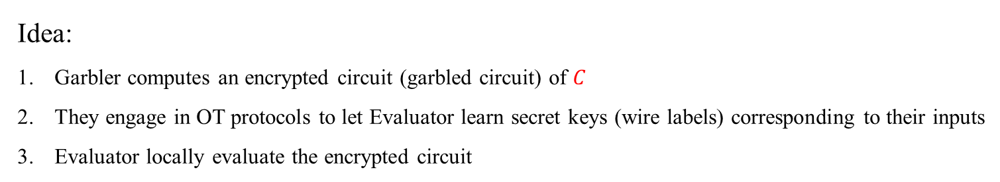 Idea:
1. Garbler computes an encrypted circuit (garbled circuit) of C
2. They engage in OT protocols to let Evaluator learn secret keys (wire labels) corresponding to their inputs
3. Evaluator locally evaluate the encrypted circuit